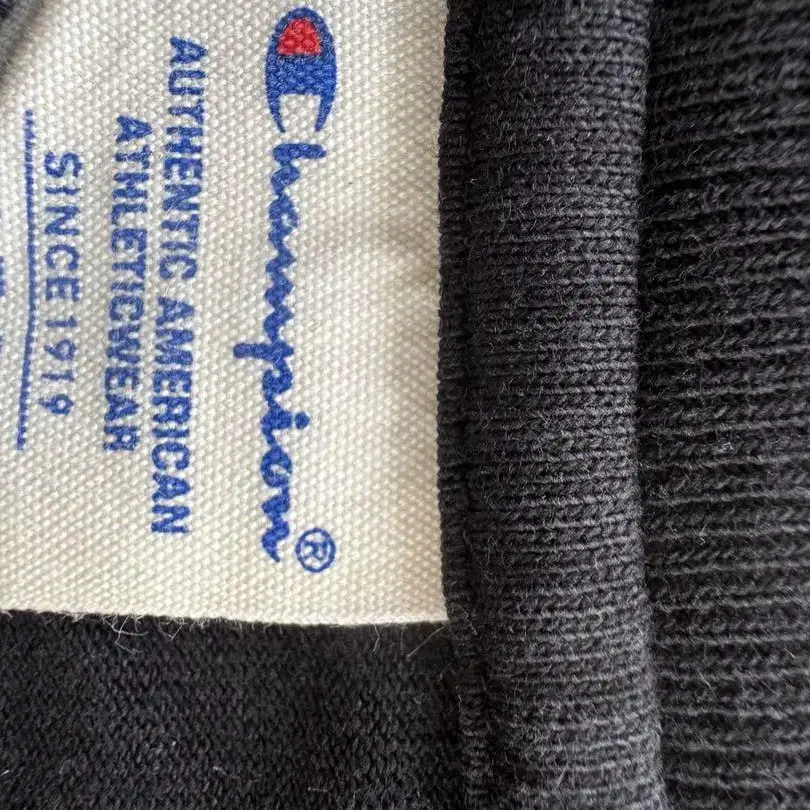 Champion®
AUTHENTIC AMERICAN
ATHLETICWEAR
SINCE 1919